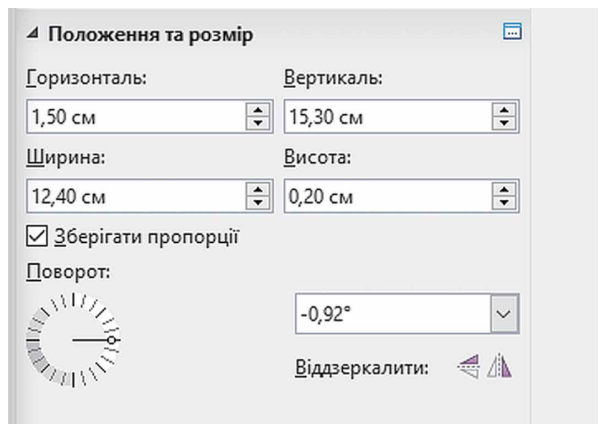 Положення та розмір
Горизонталь: Вертикаль:
1,50 см 15,30 см
Ширина: Висота:
12,40 см 0,20 см
Зберігати пропорції
Поворот:
-0,92°
Віддзеркалити: